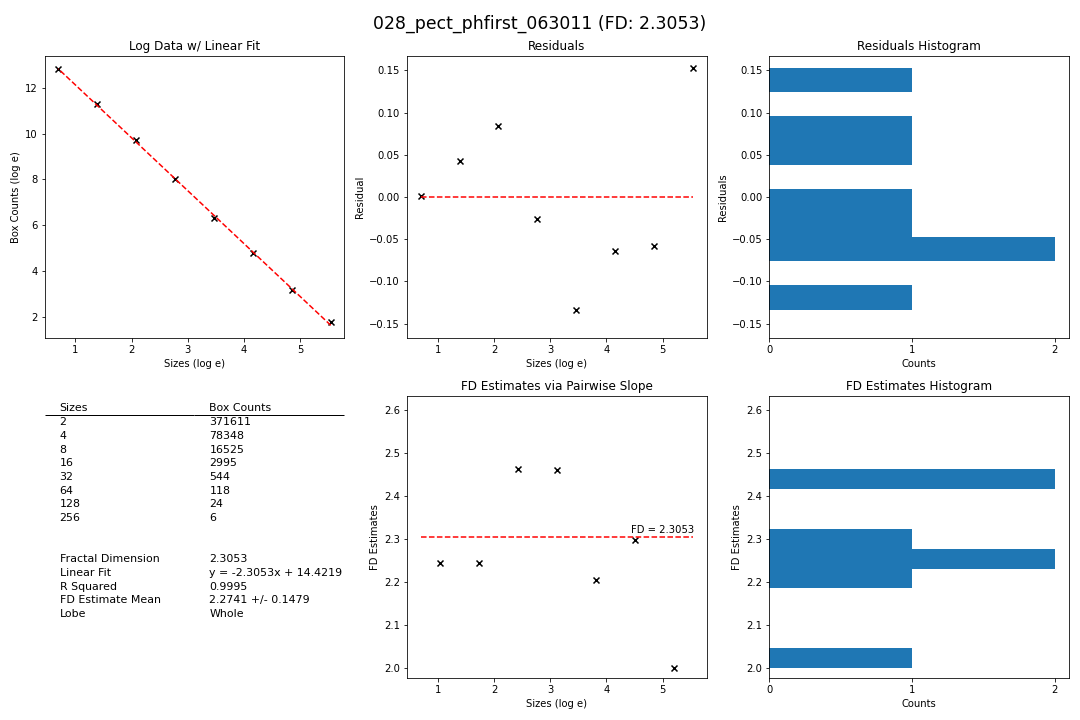 028_pect_phfirst_063011 (FD: 2.3053)
Log Data w/ Linear Fit
Box Counts (log e)
12
10
8
6
4
2
1 2 3 4 5
Sizes (log e)
Residuals
Residual
0.15
0.10
0.05
0.00
−0.05
−0.10
−0.15
1 2 3 4 5
Sizes (log e)
Residuals Histogram
Residuals
0.15
0.10
0.05
0.00
−0.05
−0.10
−0.15
0 1 2
Counts
Sizes Box Counts
2 371611
4 78348
8 16525
16 2995
32 544
64 118
128 24
256 6
Fractal Dimension 2.3053
Linear Fit y = -2.3053x + 14.4219
R Squared 0.9995
FD Estimate Mean 2.2741 +/- 0.1479
Lobe Whole
FD Estimates via Pairwise Slope
FD Estimates
2.6
2.5
2.4
2.3
2.2
2.1
2.0
FD = 2.3053
1 2 3 4 5
Sizes (log e)
FD Estimates Histogram
FD Estimates
2.6
2.5
2.4
2.3
2.2
2.1
2.0
0 1 2
Counts